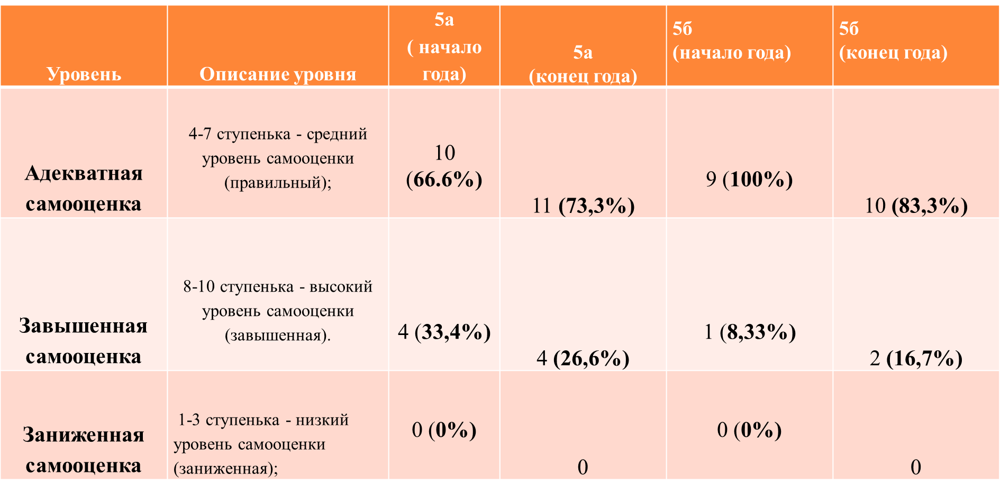 Уровень
Описание уровня
5а
( начало
года)
5а
(конец года)
5б
(начало года)
5б
(конец года)
Адекватная
самооценка
4-7 ступенька - средний
уровень самооценки
(правильный);
10
(66.6%)
11 (73,3%)
9 (100%)
10 (83,3%)
Завышенная
самооценка
8-10 ступенька - высокий
уровень самооценки
(завышенная).
4 (33,4%)
4 (26,6%)
1 (8,33%)
2 (16,7%)
Заниженная
самооценка
1-3 ступенька - низкий
уровень самооценки
(заниженная);
0 (0%)
0
0 (0%)
0